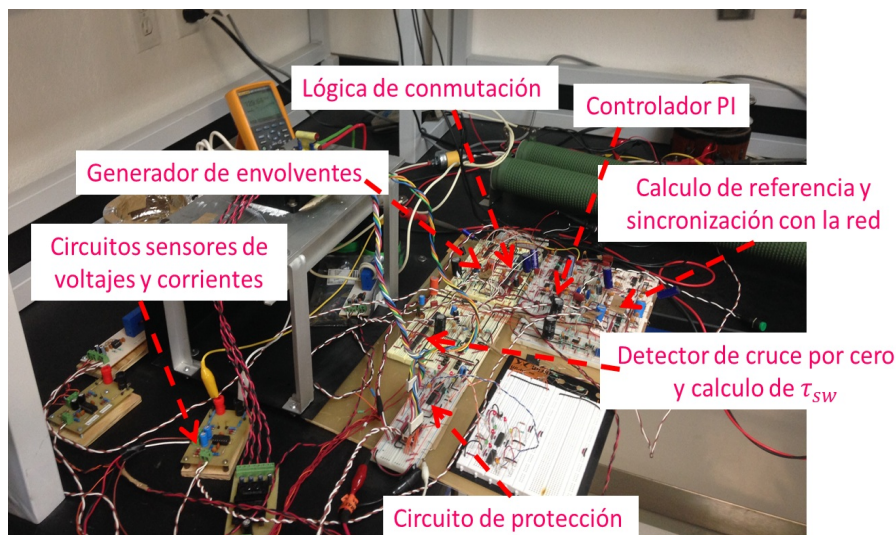 Lógica de conmutación
Controlador PI
Generador de envolventes
Calculo de referencia y
sincronización con la red
Circuitos sensores de
voltajes y corrientes
Detector de cruce por cero
y calculo de τ_sw
Circuito de protección